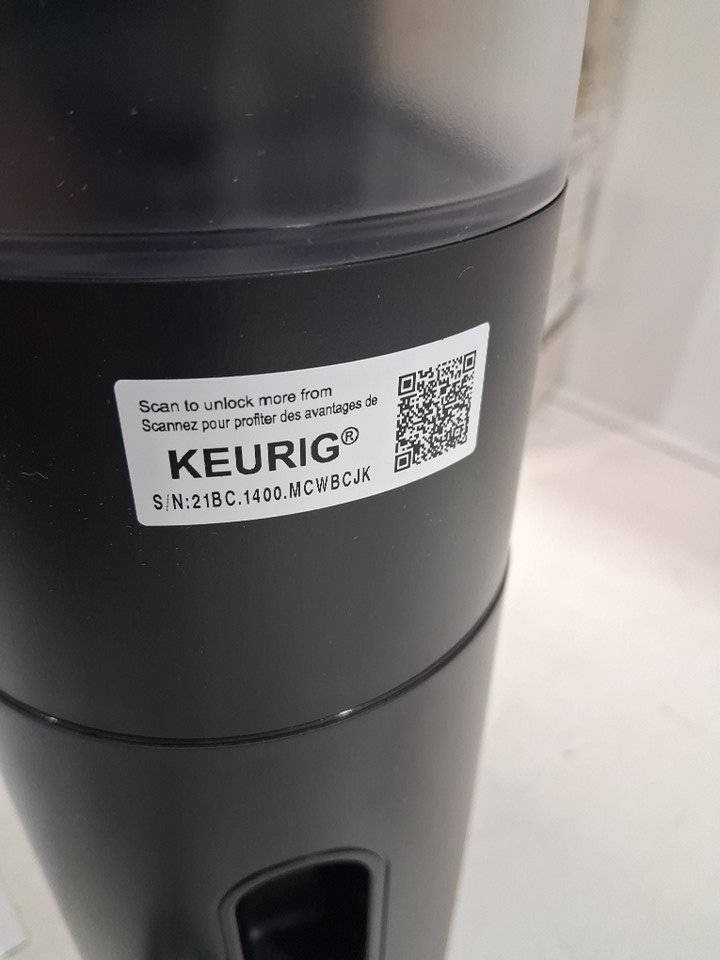 Scan to unlock more from
Scannez pour profiter des avantages de
KEURIG®
S/N:21BC.1400.MCWBCJK